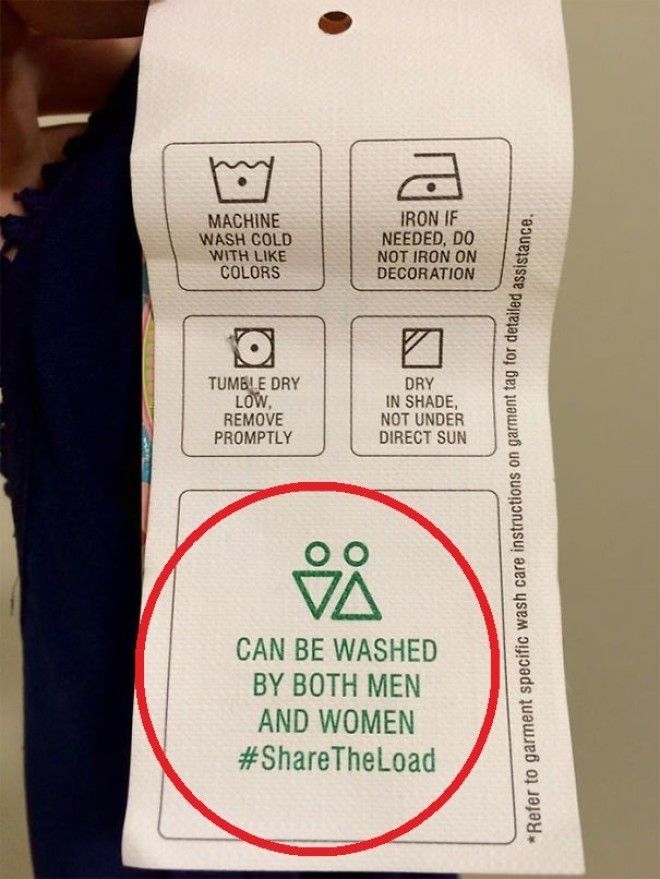 MACHINE
WASH COLD
WITH LIKE
COLORS
IRON IF
NEEDED, DO
NOT IRON ON
DECORATION
TUMBLE DRY
LOW,
REMOVE
PROMPTLY
DRY
IN SHADE,
NOT UNDER
DIRECT SUN
CAN BE WASHED
BY BOTH MEN
AND WOMEN
#ShareTheLoad
*Refer to garment specific wash care instructions on garment tag for detailed assistance.